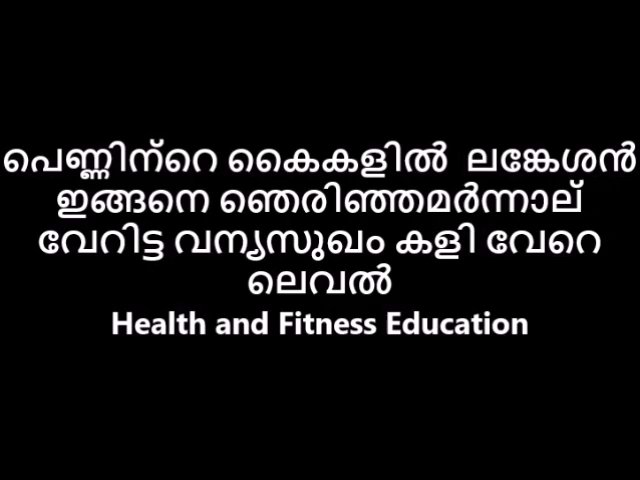 പെണ്ണിന്റെ കൈകളിൽ ലങ്കേശൻ
ഇങ്ങനെ ഞെരിഞ്ഞമർന്നാല്
വേറിട്ട വന്യസുഖം കളി വേറെ
ലെവൽ
Health and Fitness Education